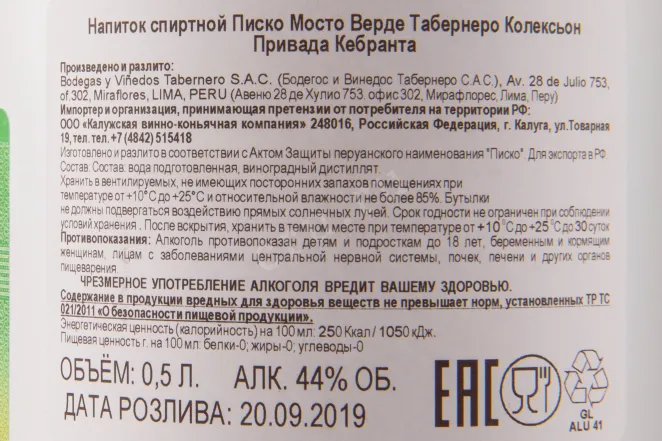 Напиток спиртной Писко Мосто Верде Табернеро Колексьон
Привада Кебранта
Произведено и разлито:
Bodegas y Viñedos Tabernero S.A.C. (Бодегос и Винедос Табернеро С.А.С.), Av. 28 de Julio 753,
of.302, Miraflores, LIMA, PERU (Авеню 28 де Хулио 753. офис 302, Мирафлорес, Лима, Перу)
Импортер и организация, принимающая претензии от потребителя на территории РФ:
ООО «Калужская винно-коньячная компания» 248016, Российская Федерация, г. Калуга, ул.Товарная
19, тел. тел.+7 (4842) 515418
Изготовлено и разлито в соответствии с Актом Защиты перуанского наименования "Писко". Для экспорта в РФ
Состав: Состав: вода подготовленная, виноградный дистиллят.
Хранить в вентилируемых, не имеющих посторонних запахов помещениях при
температуре от +10°С до +25°С и относительной влажности не более 85%. Бутылки
не должны подвергаться воздействию прямых солнечных лучей. Срок годности не ограничен при соблюдении
условий хранения . После вскрытия, хранить в темном месте при температуре от +10 °С до +25 °С до 30 суток
Противопоказания: Алкоголь противопоказан детям и подросткам до 18 лет, беременным и кормящим
женщинам, лицам с заболеваниями центральной нервной системы, почек, печени и других органов
пищеварения
ЧРЕЗМЕРНОЕ УПОТРЕБЛЕНИЕ АЛКОГОЛЯ ВРЕДИТ ВАШЕМУ ЗДОРОВЬЮ.
Содержание в продукции вредных для здоровья веществ не превышает норм, установленных ТР ТС
021/2011 «О безопасности пищевой продукции».
Энергетическая ценность (калорийность) на 100 мл: 250 Ккал / 1050 кДж.
Пищевая ценность г. на 100 мл: белки-0; жиры-0; углеводы-0
ОБЪЁМ: 0,5 Л. АЛК. 44% ОБ.
ДАТА РОЗЛИВА: 20.09.2019
ЕАС
GL
ALU 41